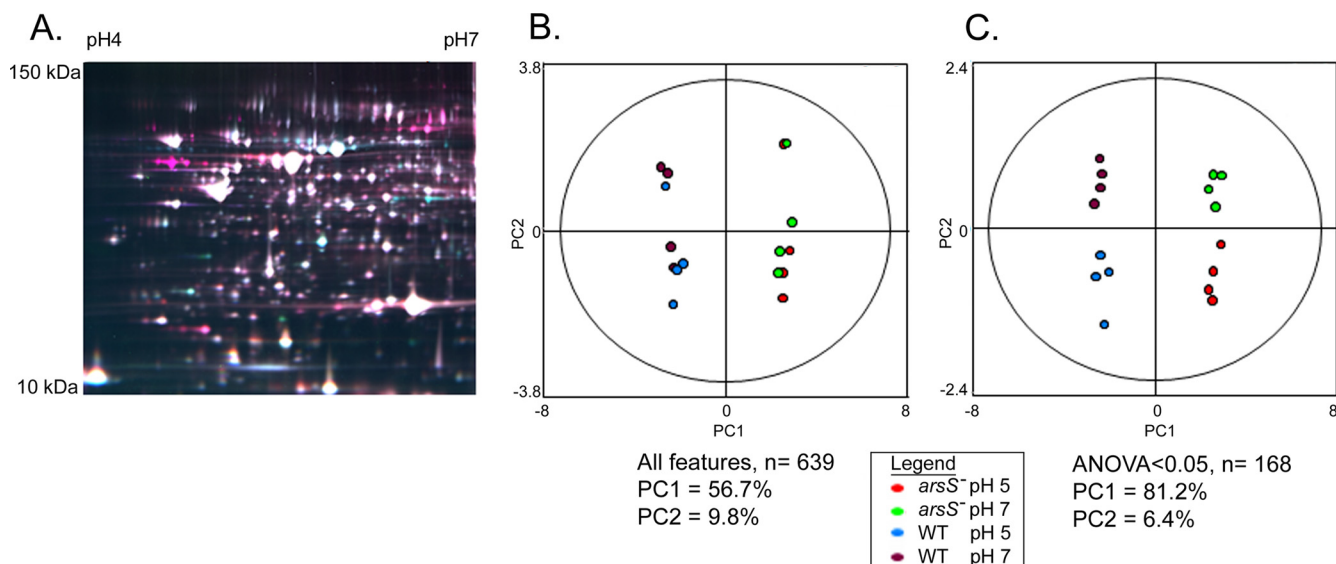 A.
pH4
pH7
150 kDa
10 kDa
B.
3.8
PC2
0
-3.8
-8
0
8
PC1
All features, n= 639
PC1 = 56.7%
PC2 = 9.8%
C.
2.4
PC2
0
-2.4
-8
0
8
PC1
ANOVA<0.05, n= 168
PC1 = 81.2%
PC2 = 6.4%
Legend
arsS⁻ pH 5
arsS⁻ pH 7
WT pH 5
WT pH 7